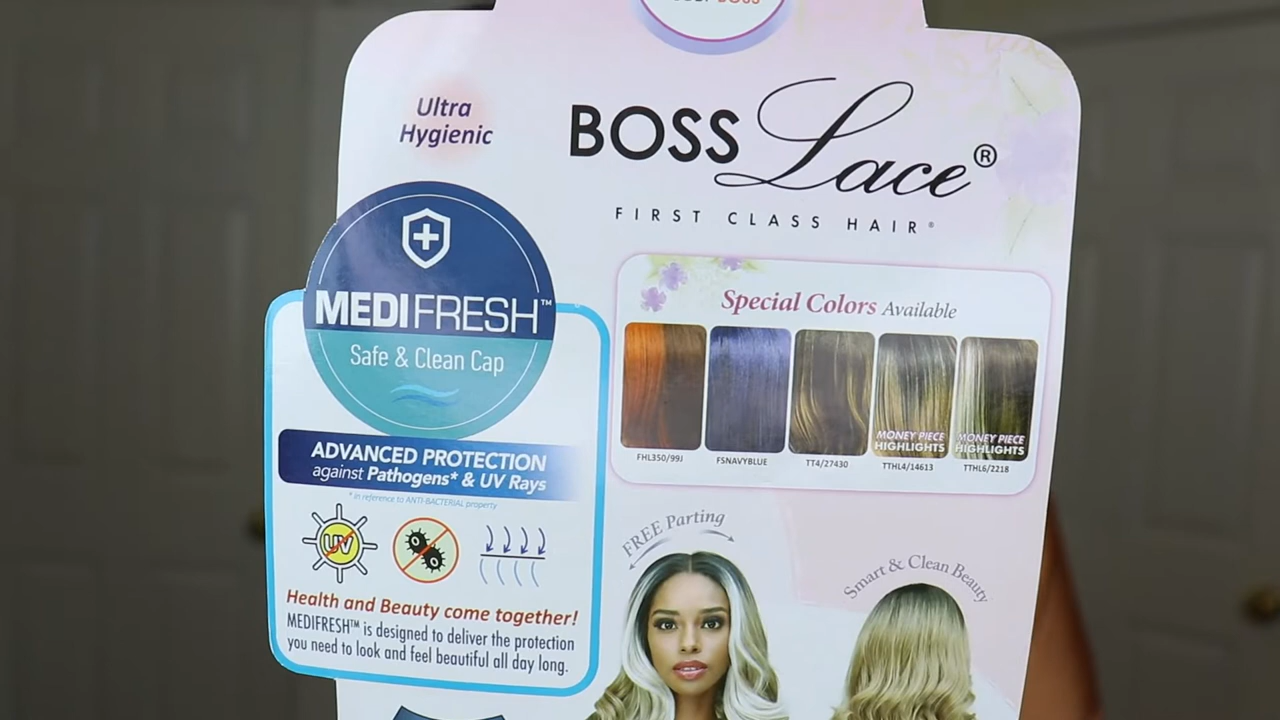 BOSS
Ultra
Hygienic
BOSS Lace®
FIRST CLASS HAIR®
MEDIFRESH™
Safe & Clean Cap
Special Colors Available
MONEY PIECE
HIGHLIGHTS
MONEY PIECE
HIGHLIGHTS
FHL350/99J
FSNAVYBLUE
TT4/27430
TTHL4/14613
TTHL6/2218
ADVANCED PROTECTION
against Pathogens* & UV Rays
* in reference to ANTI-BACTERIAL property
UV
Health and Beauty come together!
MEDIFRESH™ is designed to deliver the protection
you need to look and feel beautiful all day long.
FREE Parting
Smart & Clean Beauty